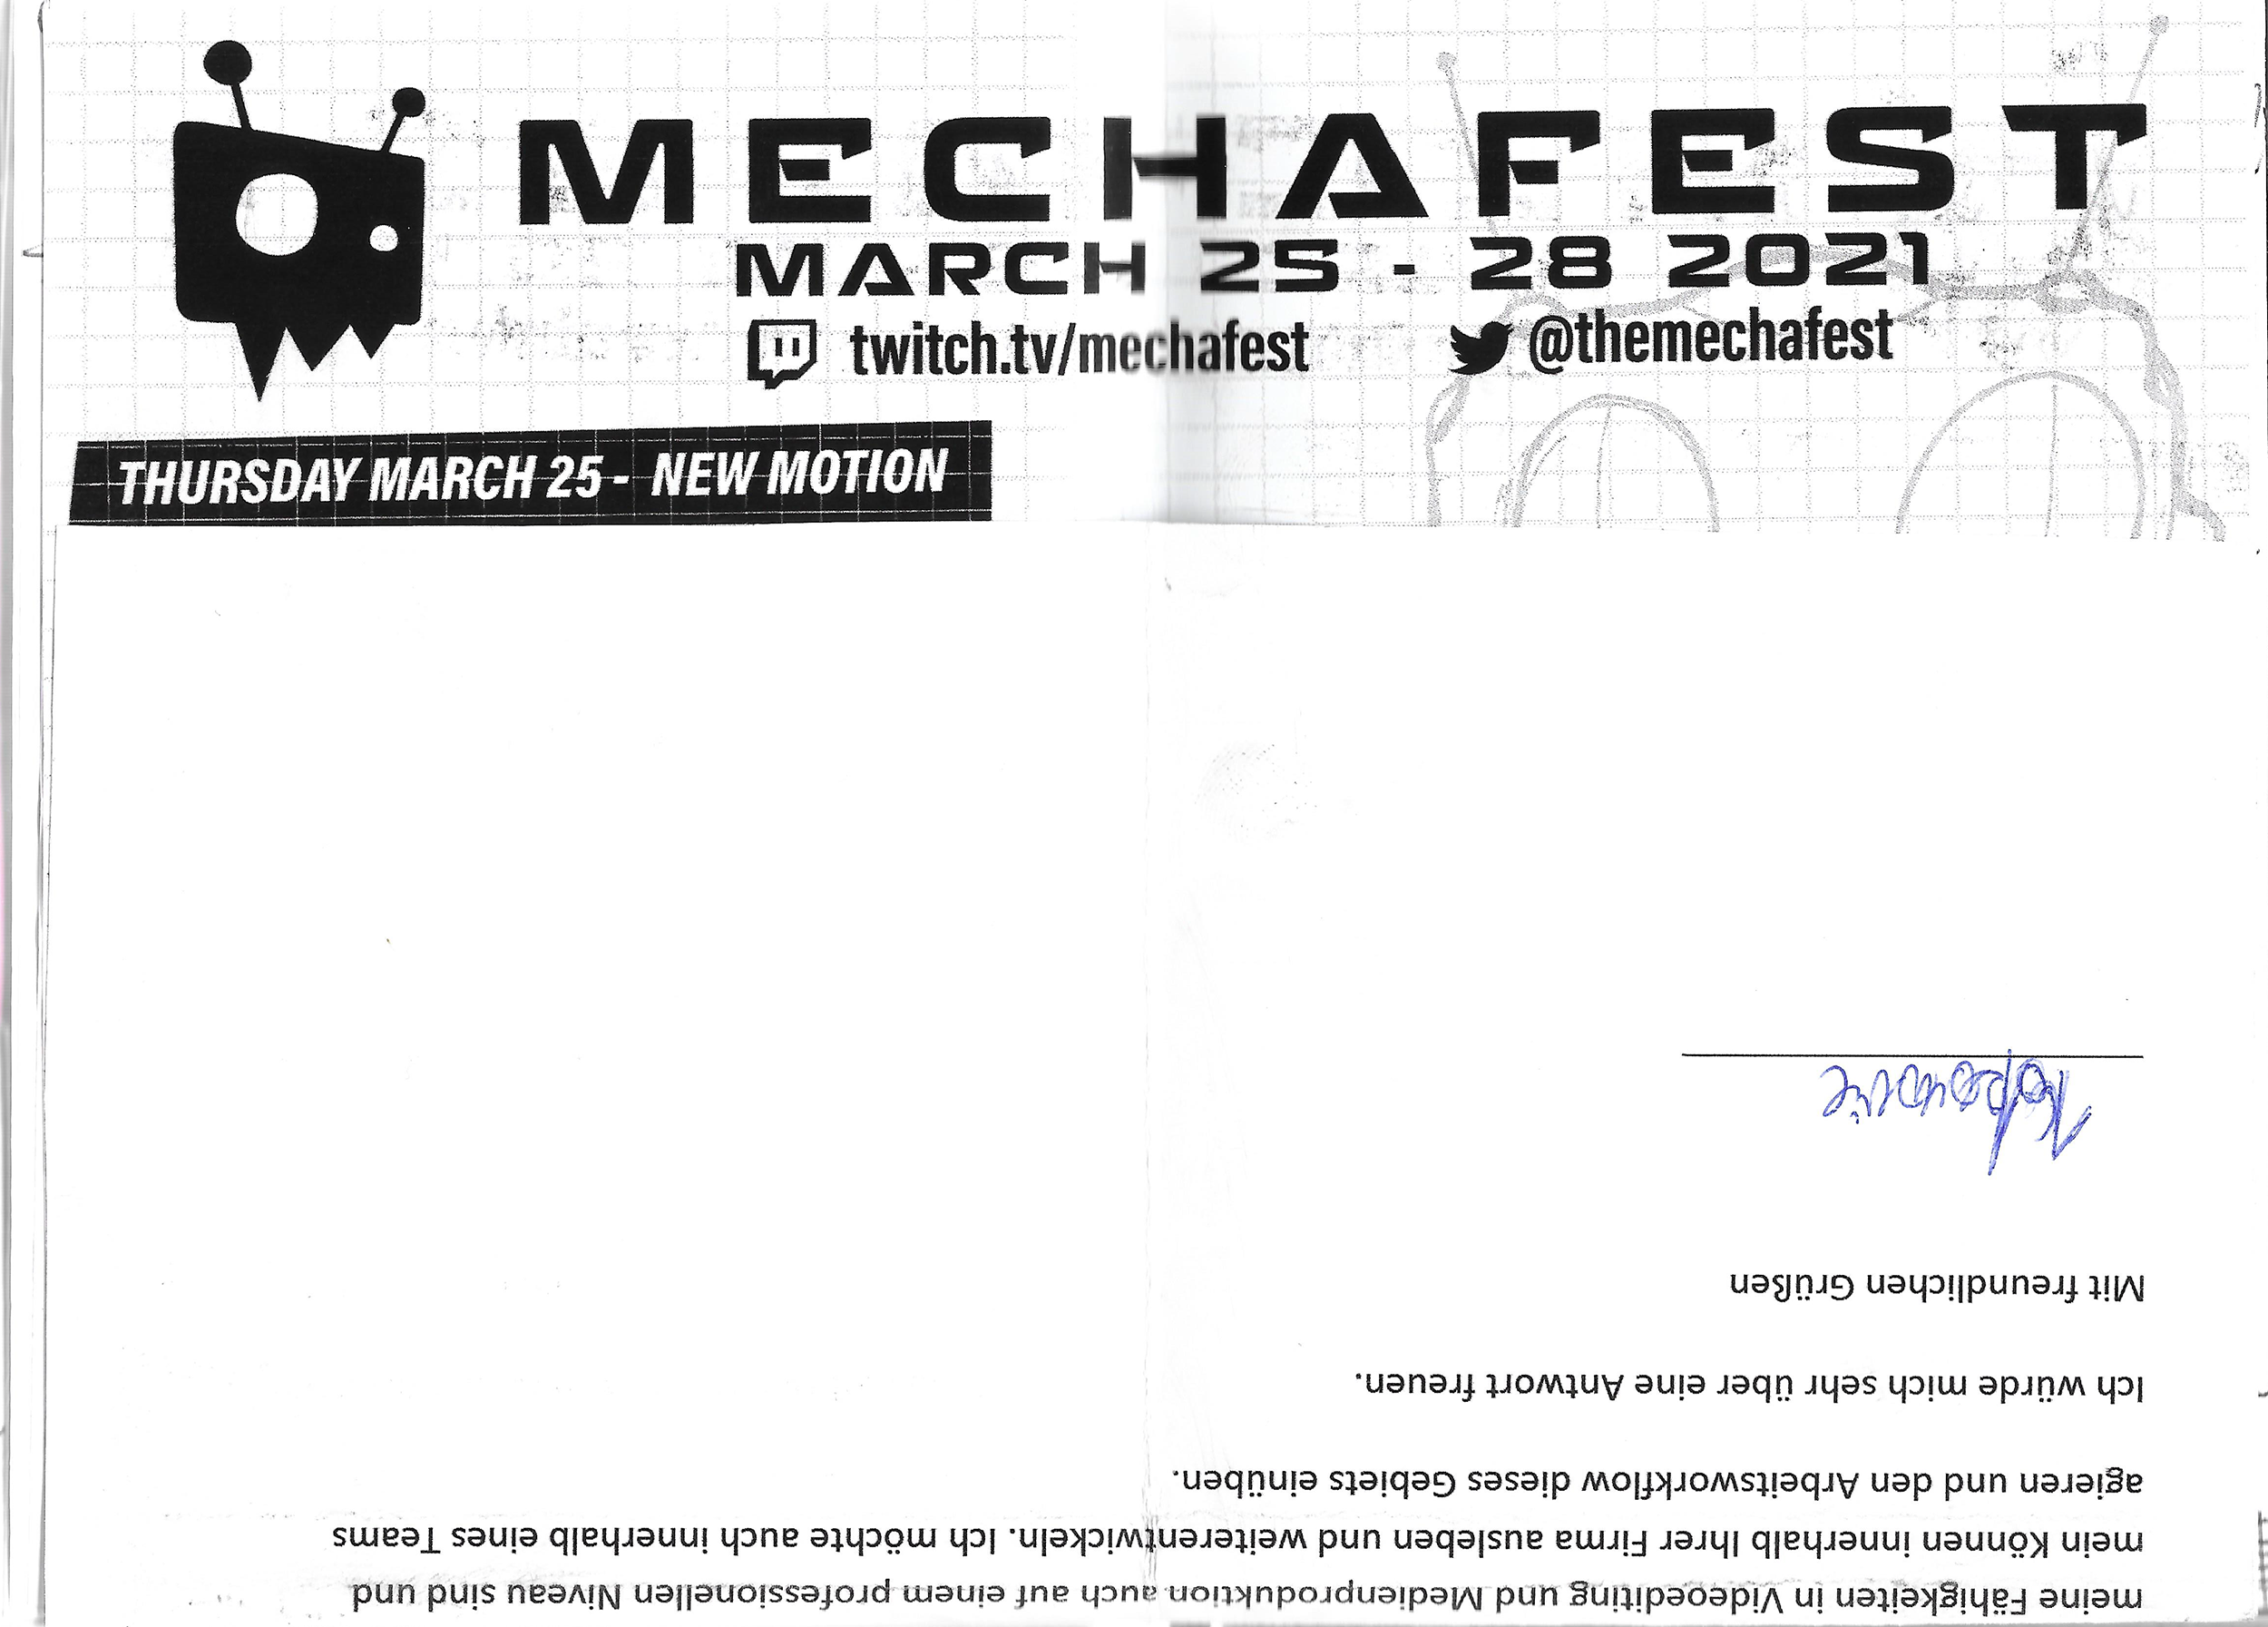 MECHAFEST
MARCH 25 - 28 2021
twitch.tv/mechafest @themechafest
THURSDAY MARCH 25 - NEW MOTION
meine Fähigkeiten in Videoediting und Medienproduktion auch auf einem professionellen Niveau sind und
mein Können innerhalb Ihrer Firma ausleben und weiterentwickeln. Ich möchte auch innerhalb eines Teams
agieren und den Arbeitsworkflow dieses Gebiets einüben.
Ich würde mich sehr über eine Antwort freuen.
Mit freundlichen Grüßen